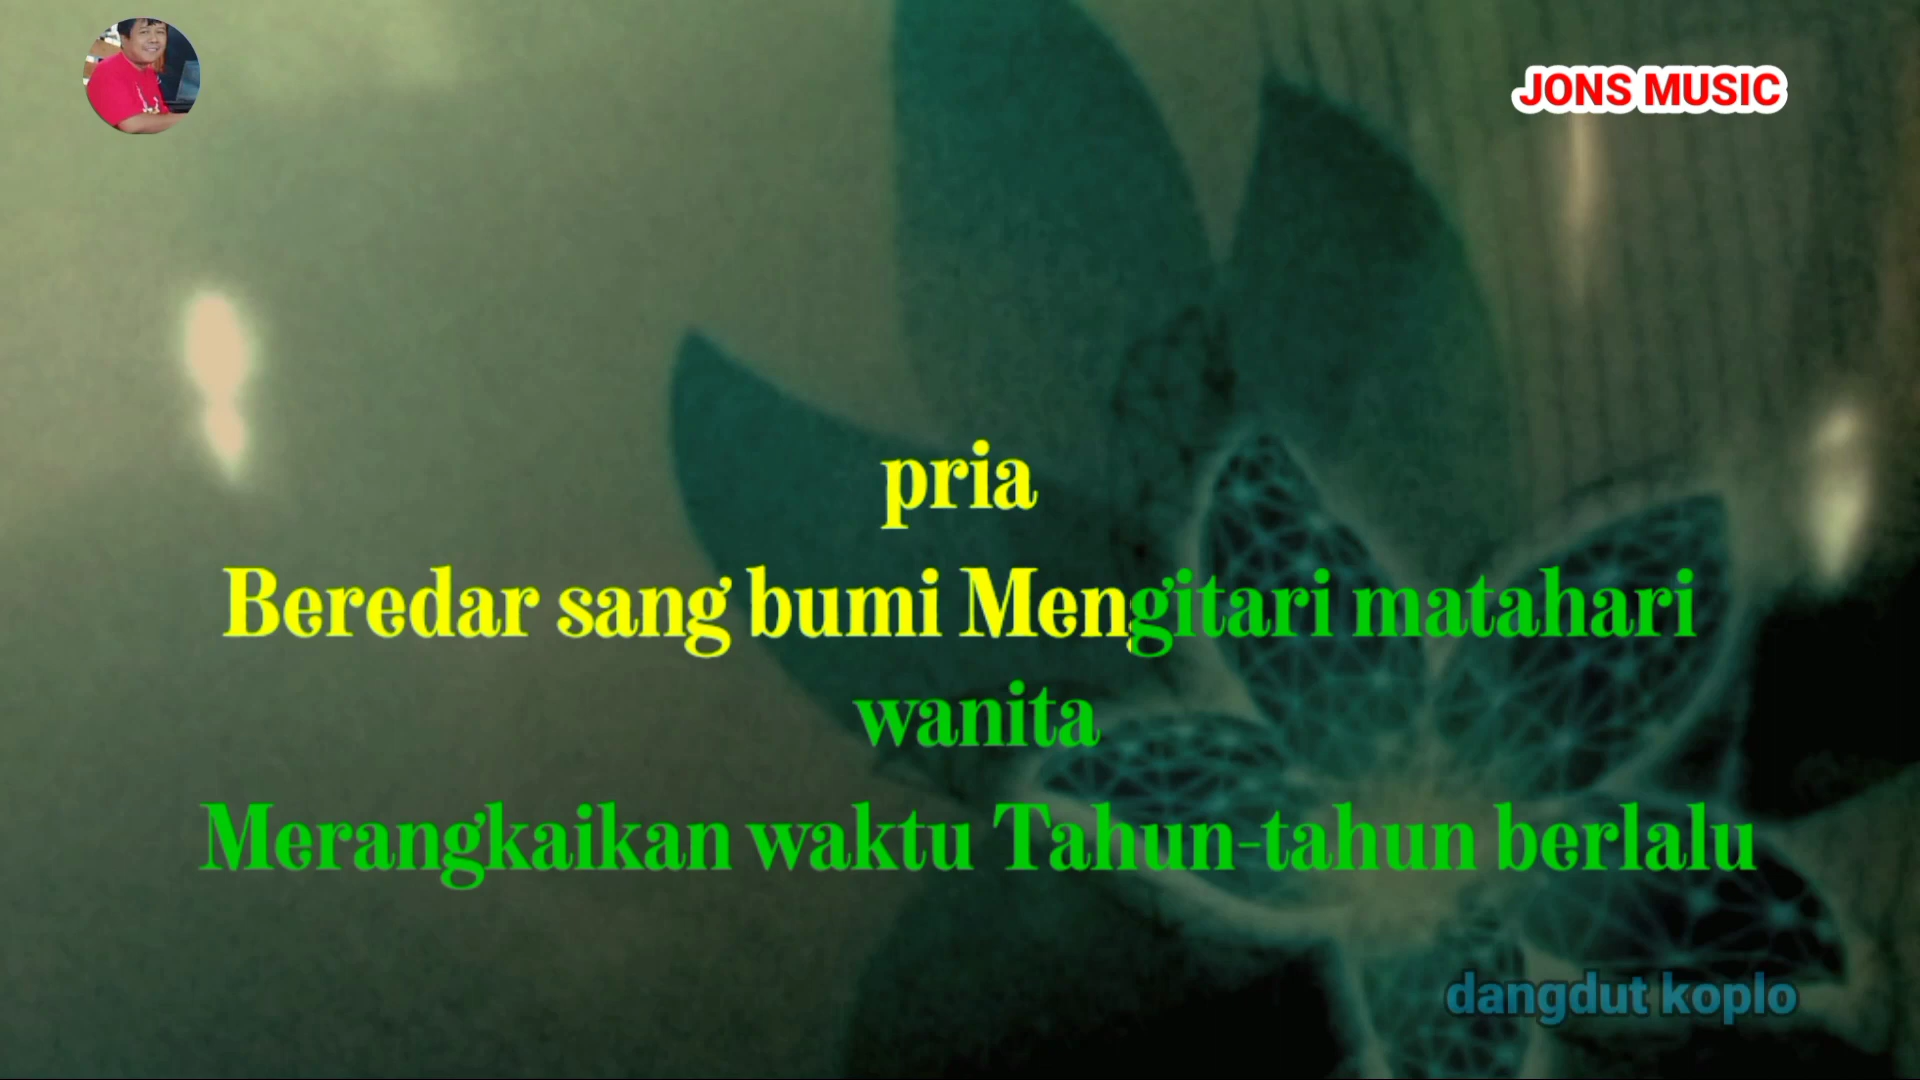 JONS MUSIC
pria
Beredar sang bumi Mengitari matahari
wanita
Merangkaikan waktu Tahun-tahun berlalu
dangdut koplo